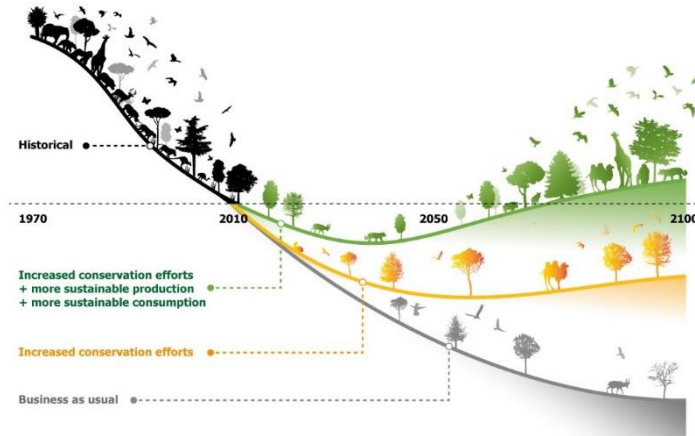 Historical
1970 2010 2050 2100
Increased conservation efforts
+ more sustainable production
+ more sustainable consumption
Increased conservation efforts
Business as usual